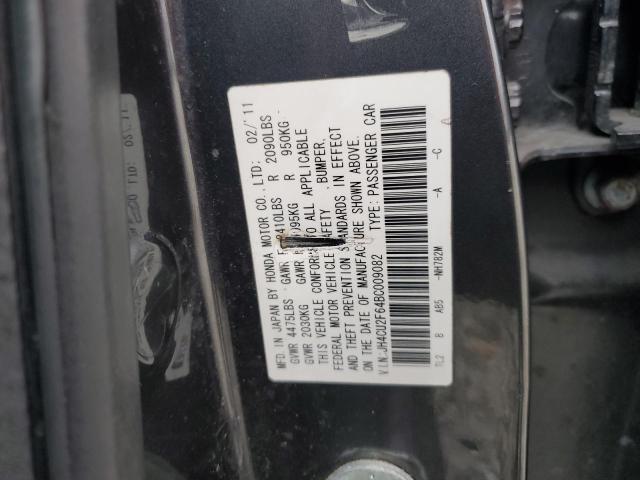 MFD IN JAPAN BY HONDA MOTOR CO.,LTD: 02/'11
GVWR 4475LBS GAWR F 2410LBS R 2090LBS
GVWR 2030KG GAWR 1095KG R 950KG
THIS VEHICLE CONFORMS TO ALL APPLICABLE
FEDERAL MOTOR VEHICLE SAFETY ,BUMPER,
AND THEFT PREVENTION STANDARDS IN EFFECT
ON THE DATE OF MANUFACTURE SHOWN ABOVE.
V.I.N:JH4CU2F64BC009082 TYPE:PASSENGER CAR
TL2 B AB5 -NH782M -A -C
A